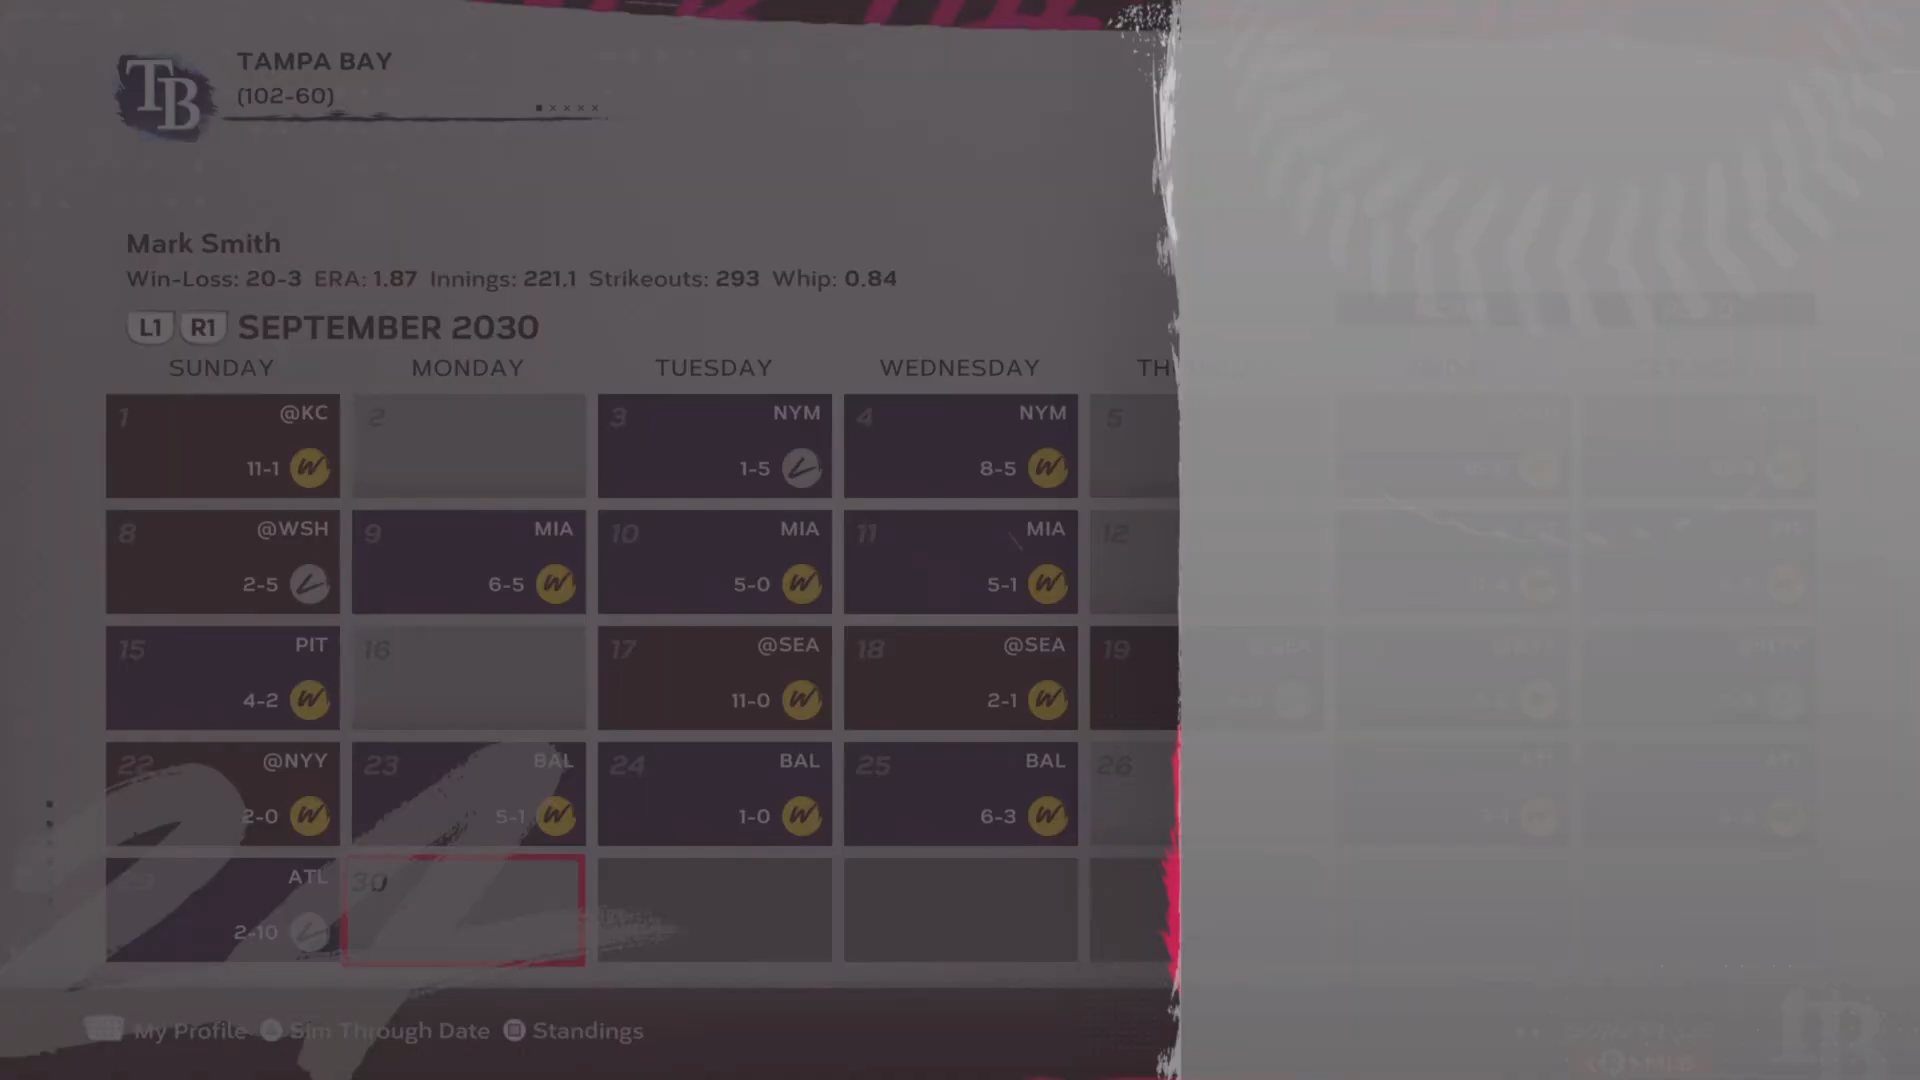 TB
TAMPA BAY
(102-60)
Mark Smith
Win-Loss: 20-3 ERA: 1.87 Innings: 221.1 Strikeouts: 293 Whip: 0.84
L1 R1 SEPTEMBER 2030
SUNDAY MONDAY TUESDAY WEDNESDAY
1 @KC 2 3 NYM 4 NYM 5
11-1 W 1-5 L 8-5 W
8 @WSH 9 MIA 10 MIA 11 MIA 12 PIT
2-5 L 6-5 W 5-0 W 5-1 W
15 PIT 16 17 @SEA 18 @SEA 19 @SEA
4-2 W 11-0 W 2-1 W
22 @NYY 23 BAL 24 BAL 25 BAL 26 ATL ATL
2-0 W 5-1 W 1-0 W 6-3 W
29 ATL 30
2-10 L
My Profile Sim Through Date Standings